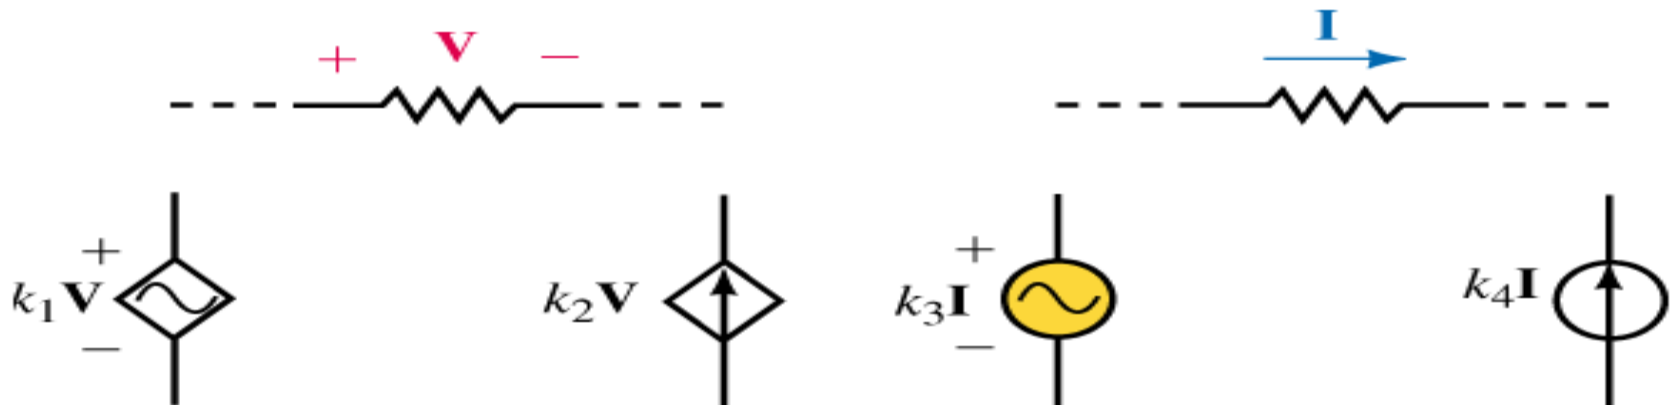 + V −
I
+
k₁V
−
k₂V
+
k₃I
−
k₄I